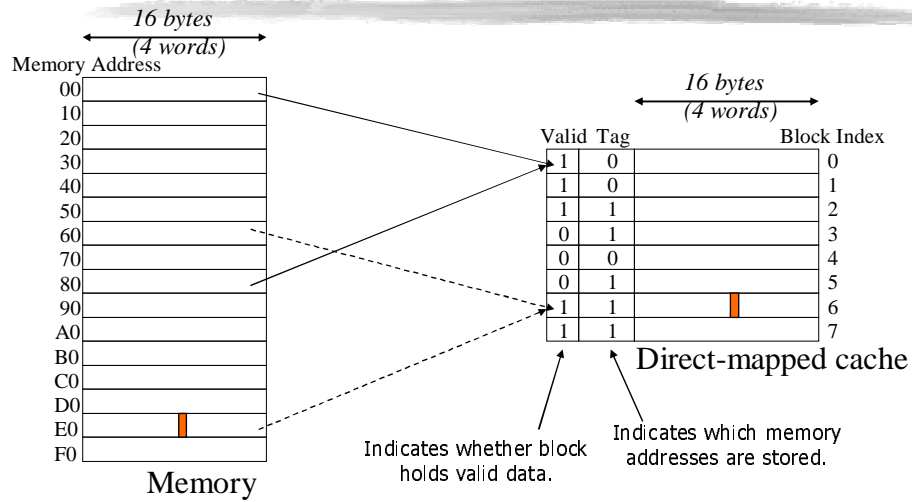 16 bytes
(4 words)
Memory Address
00
10
20
30
40
50
60
70
80
90
A0
B0
C0
D0
E0
F0
Memory
16 bytes
(4 words)
Valid Tag Block Index
1 0 0
1 0 1
1 1 2
0 1 3
0 0 4
0 1 5
1 1 6
1 1 7
Direct-mapped cache
Indicates whether block
holds valid data.
Indicates which memory
addresses are stored.